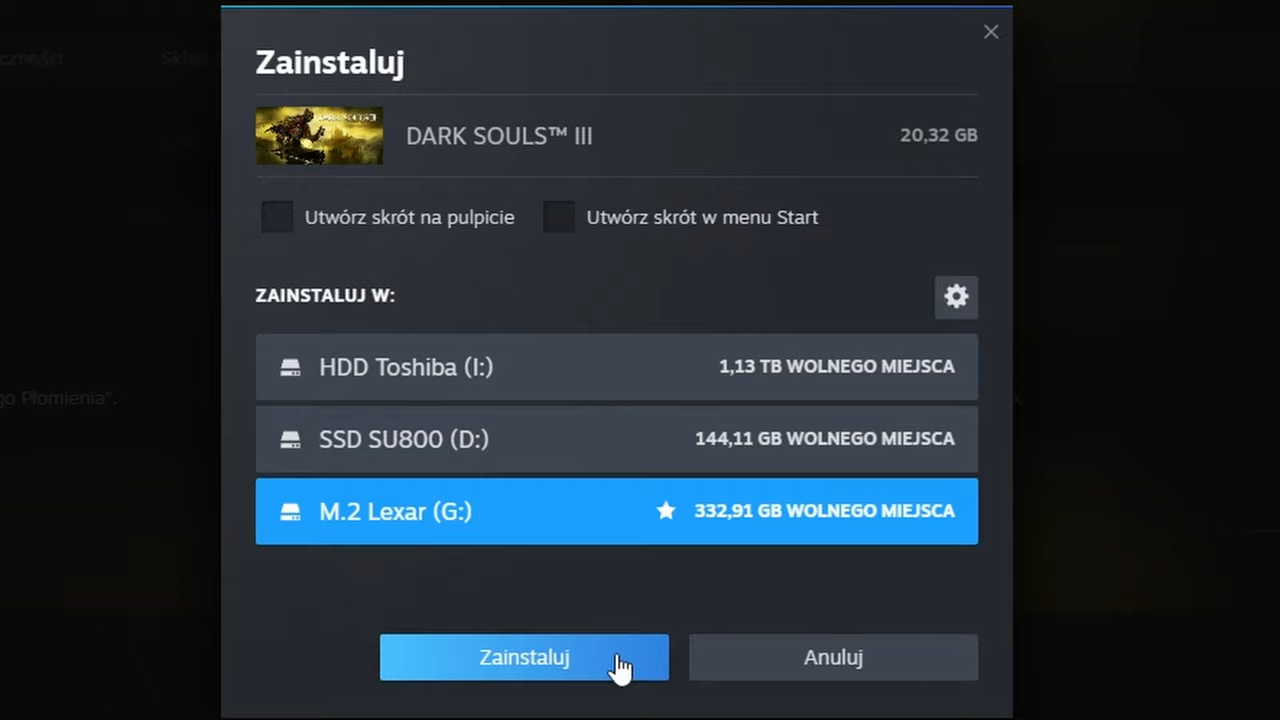 Zainstaluj
DARK SOULS™ III
20,32 GB
Utwórz skrót na pulpicie
Utwórz skrót w menu Start
ZAINSTALUJ W:
HDD Toshiba (I:)
1,13 TB WOLNEGO MIEJSCA
SSD SU800 (D:)
144,11 GB WOLNEGO MIEJSCA
M.2 Lexar (G:)
332,91 GB WOLNEGO MIEJSCA
go Płomienia".
Zainstaluj
Anuluj